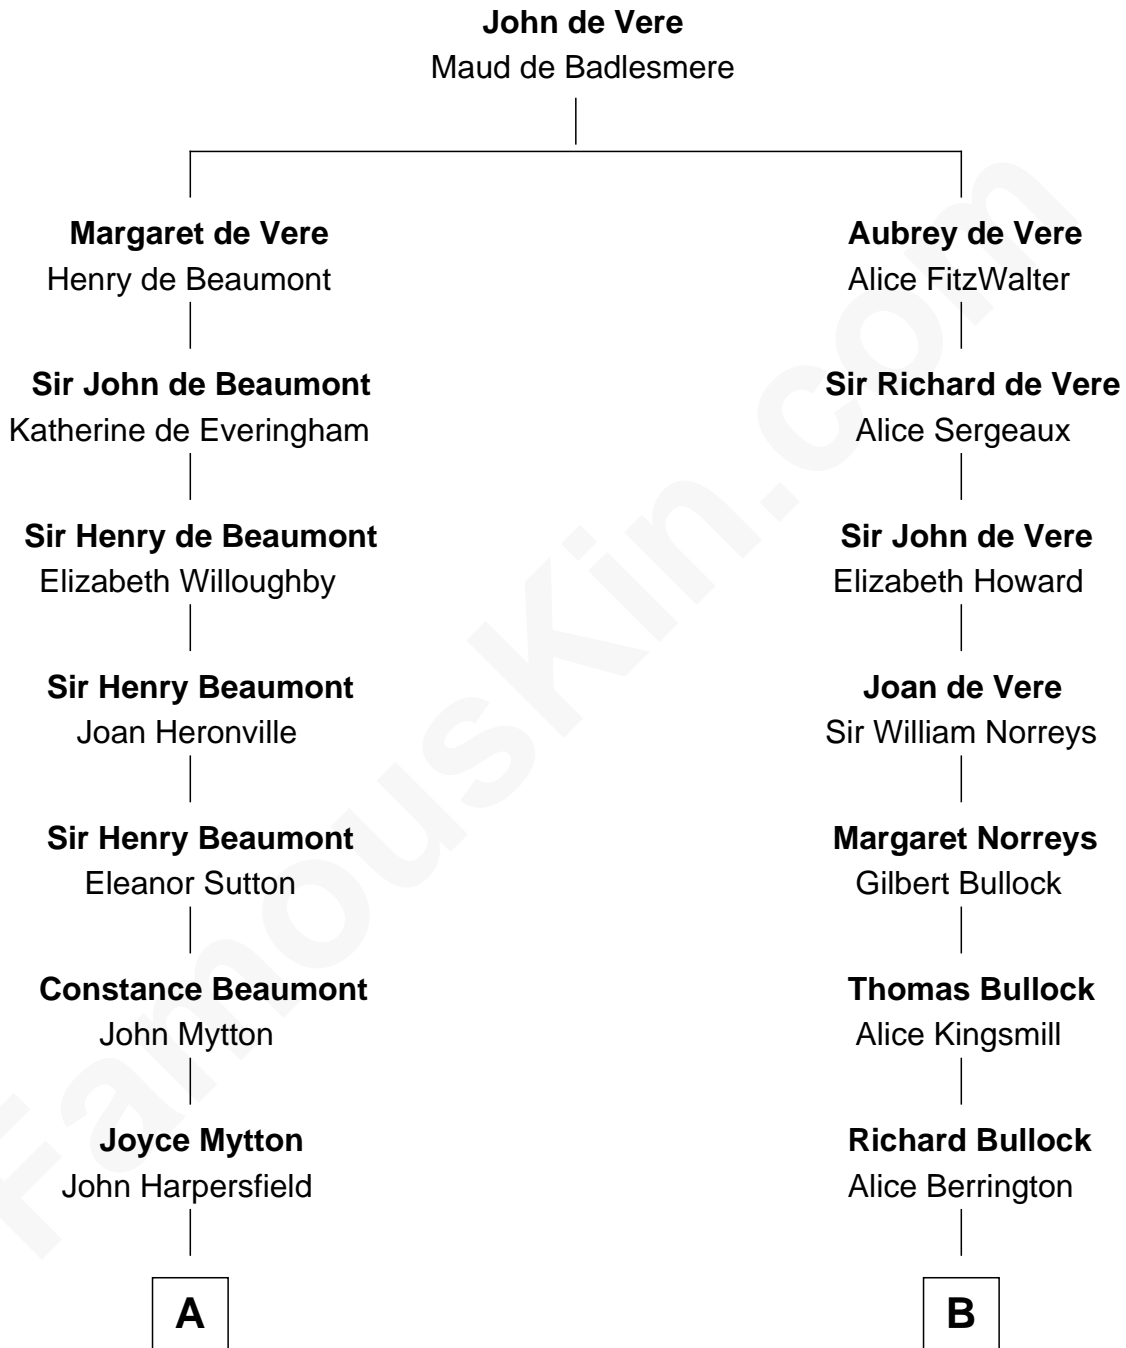 John de Vere
Maud de Badlesmere
Margaret de Vere
Henry de Beaumont
Sir John de Beaumont
Katherine de Everingham
Sir Henry de Beaumont
Elizabeth Willoughby
Sir Henry Beaumont
Joan Heronville
Sir Henry Beaumont
Eleanor Sutton
Constance Beaumont
John Mytton
Joyce Mytton
John Harpersfield
A
Aubrey de Vere
Alice FitzWalter
Sir Richard de Vere
Alice Sergeaux
Sir John de Vere
Elizabeth Howard
Joan de Vere
Sir William Norreys
Margaret Norreys
Gilbert Bullock
Thomas Bullock
Alice Kingsmill
Richard Bullock
Alice Berrington
B
FamousKin.com